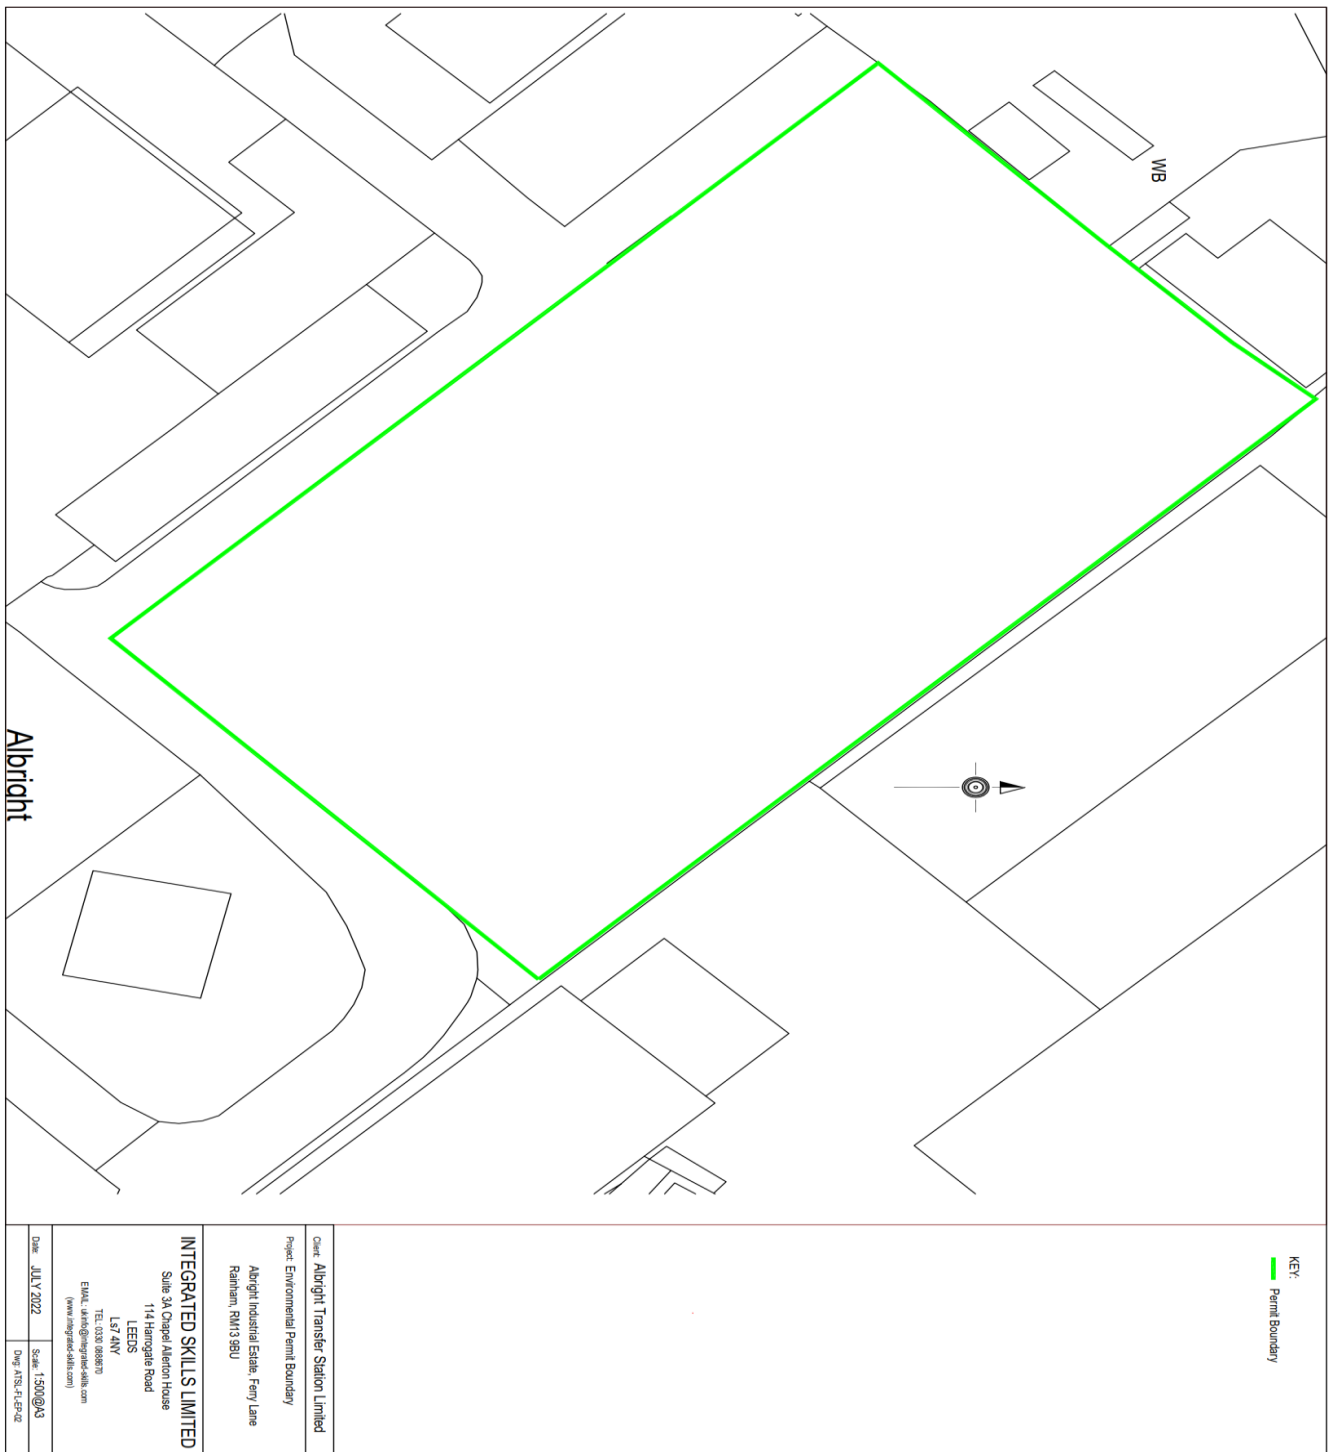 WB
Albright
KEY:
Permit Boundary
Client: Albright Transfer Station Limited
Project: Environmental Permit Boundary
Albright Industrial Estate, Ferry Lane
Rainham, RM13 9BU
INTEGRATED SKILLS LIMITED
Suite 3A Chapel Allerton House
114 Harrogate Road
LEEDS
Ls7 4NY
TEL: 0330 0888670
EMAIL: ukinfo@integrated-skills.com
(www.integrated-skills.com)
Date: JULY 2022
Scale: 1:500@A3
Dwg: ATSL-FL-EP-02